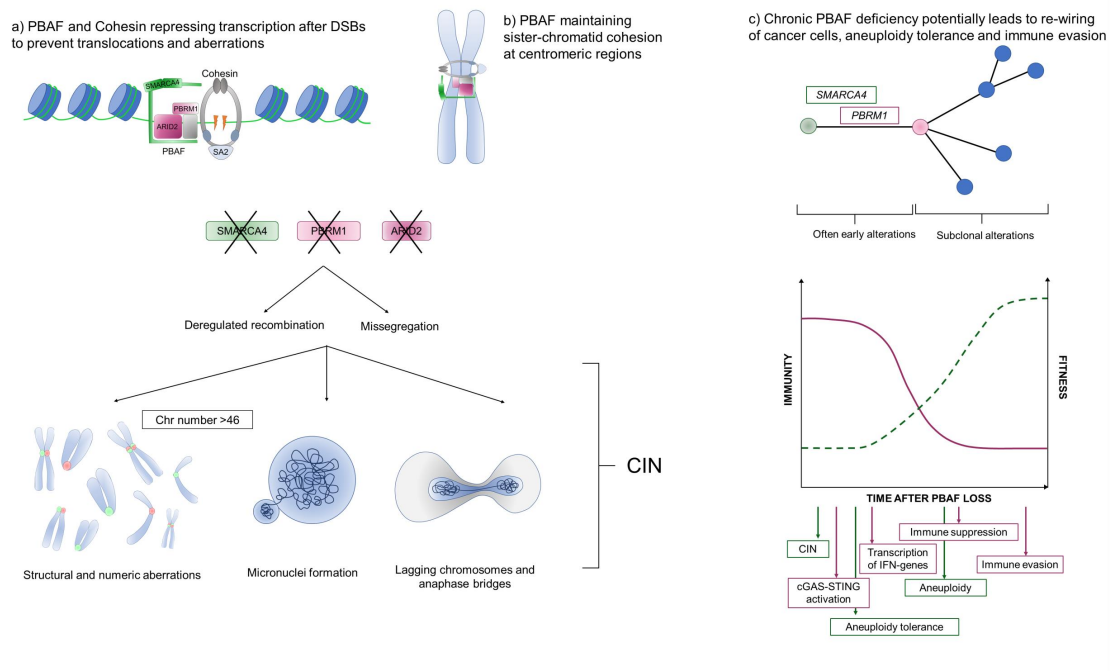 a) PBAF and Cohesin repressing transcription after DSBs
to prevent translocations and aberrations
Cohesin
SMARCA4
PBRM1
ARID2
PBAF
SA2
b) PBAF maintaining
sister-chromatid cohesion
at centromeric regions
SMARCA4
PBRM1
ARID2
Deregulated recombination
Missegregation
Chr number >46
CIN
Structural and numeric aberrations
Micronuclei formation
Lagging chromosomes and
anaphase bridges
c) Chronic PBAF deficiency potentially leads to re-wiring
of cancer cells, aneuploidy tolerance and immune evasion
SMARCA4
PBRM1
Often early alterations
Subclonal alterations
IMMUNITY
FITNESS
TIME AFTER PBAF LOSS
Immune suppression
CIN
Transcription
of IFN-genes
Immune evasion
cGAS-STING
activation
Aneuploidy
Aneuploidy tolerance